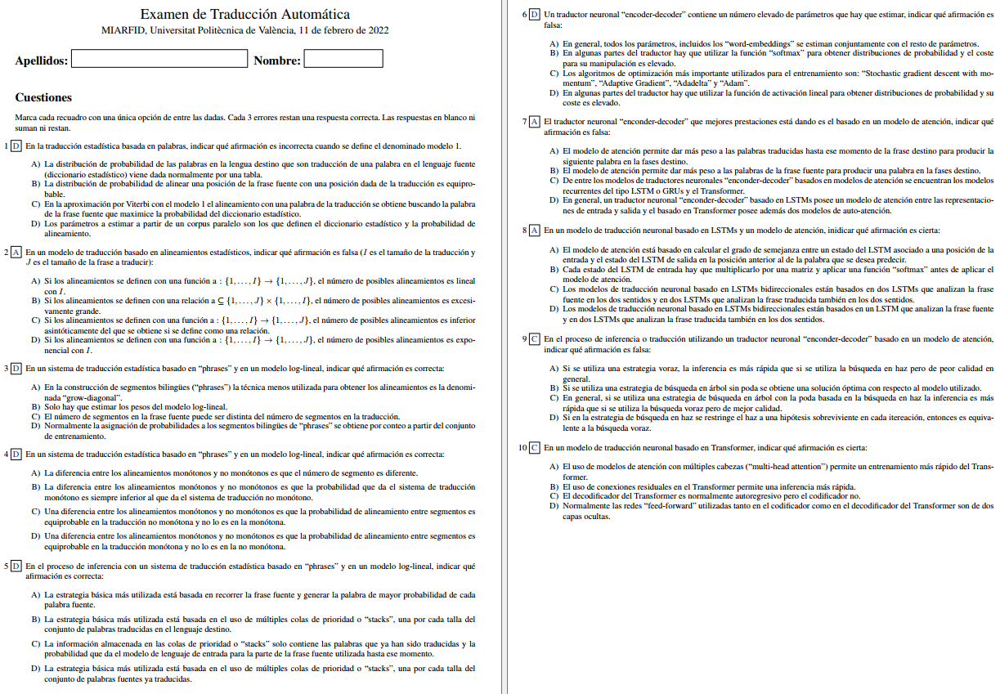 Examen de Traducción Automática
MIARFID, Universitat Politècnica de València, 11 de febrero de 2022
Apellidos: Nombre:
Cuestiones
Marca cada recuadro con una única opción de entre las dadas. Cada 3 errores restan una respuesta correcta. Las respuestas en blanco ni
suman ni restan.
1 D En la traducción estadística basada en palabras, indicar qué afirmación es incorrecta cuando se define el denominado modelo 1.
A) La distribución de probabilidad de las palabras en la lengua destino que son traducción de una palabra en el lenguaje fuente
(diccionario estadístico) viene dada normalmente por una tabla.
B) La distribución de probabilidad de alinear una posición de la frase fuente con una posición dada de la traducción es equipro-
bable.
C) En la aproximación por Viterbi con el modelo 1 el alineamiento con una palabra de la traducción se obtiene buscando la palabra
de la frase fuente que maximice la probabilidad del diccionario estadístico.
D) Los parámetros a estimar a partir de un corpus paralelo son los que definen el diccionario estadístico y la probabilidad de
alineamiento.
2 A En un modelo de traducción basado en alineamientos estadísticos, indicar qué afirmación es falsa (I es el tamaño de la traducción y
J es el tamaño de la frase a traducir):
A) Si los alineamientos se definen con una función a : {1, . . . , I} → {1, . . . , J}, el número de posibles alineamientos es lineal
con I.
B) Si los alineamientos se definen con una relación a ⊆ {1, . . . , J} × {1, . . . , I}, el número de posibles alineamientos es excesi-
vamente grande.
C) Si los alineamientos se definen con una función a : {1, . . . , I} → {1, . . . , J}, el número de posibles alineamientos es inferior
asintóticamente del que se obtiene si se define como una relación.
D) Si los alineamientos se definen con una función a : {1, . . . , I} → {1, . . . , J}, el número de posibles alineamientos es expo-
nencial con I.
3 D En un sistema de traducción estadística basado en “phrases” y en un modelo log-lineal, indicar qué afirmación es correcta:
A) En la construcción de segmentos bilingües (“phrases”) la técnica menos utilizada para obtener los alineamientos es la denomi-
nada “grow-diagonal”.
B) Solo hay que estimar los pesos del modelo log-lineal.
C) El número de segmentos en la frase fuente puede ser distinta del número de segmentos en la traducción.
D) Normalmente la asignación de probabilidades a los segmentos bilingües de “phrases” se obtiene por conteo a partir del conjunto
de entrenamiento.
4 D En un sistema de traducción estadística basado en “phrases” y en un modelo log-lineal, indicar qué afirmación es correcta:
A) La diferencia entre los alineamientos monótonos y no monótonos es que el número de segmento es diferente.
B) La diferencia entre los alineamientos monótonos y no monótonos es que la probabilidad que da el sistema de traducción
monótono es siempre inferior al que da el sistema de traducción no monótono.
C) Una diferencia entre los alineamientos monótonos y no monótonos es que la probabilidad de alineamiento entre segmentos es
equiprobable en la traducción no monótona y no lo es en la monótona.
D) Una diferencia entre los alineamientos monótonos y no monótonos es que la probabilidad de alineamiento entre segmentos es
equiprobable en la traducción monótona y no lo es en la no monótona.
5 D En el proceso de inferencia con un sistema de traducción estadística basado en “phrases” y en un modelo log-lineal, indicar qué
afirmación es correcta:
A) La estrategia básica más utilizada está basada en recorrer la frase fuente y generar la palabra de mayor probabilidad de cada
palabra fuente.
B) La estrategia básica más utilizada está basada en el uso de múltiples colas de prioridad o “stacks”, una por cada talla del
conjunto de palabras traducidas en el lenguaje destino.
C) La información almacenada en las colas de prioridad o “stacks” solo contiene las palabras que ya han sido traducidas y la
probabilidad que da el modelo de lenguaje de entrada para la parte de la frase fuente utilizada hasta ese momento.
D) La estrategia básica más utilizada está basada en el uso de múltiples colas de prioridad o “stacks”, una por cada talla del
conjunto de palabras fuentes ya traducidas.
6 D Un traductor neuronal “encoder-decoder” contiene un número elevado de parámetros que hay que estimar, indicar qué afirmación es
falsa:
A) En general, todos los parámetros, incluidos los “word-embeddings” se estiman conjuntamente con el resto de parámetros.
B) En algunas partes del traductor hay que utilizar la función “softmax” para obtener distribuciones de probabilidad y el coste
para su manipulación es elevado.
C) Los algoritmos de optimización más importante utilizados para el entrenamiento son: “Stochastic gradient descent with mo-
mentum”, “Adaptive Gradient”, “Adadelta” y “Adam”.
D) En algunas partes del traductor hay que utilizar la función de activación lineal para obtener distribuciones de probabilidad y su
coste es elevado.
7 A El traductor neuronal “enconder-decoder” que mejores prestaciones está dando es el basado en un modelo de atención, indicar qué
afirmación es falsa:
A) El modelo de atención permite dar más peso a las palabras traducidas hasta ese momento de la frase destino para producir la
siguiente palabra en la fases destino.
B) El modelo de atención permite dar más peso a las palabras de la frase fuente para producir una palabra en la fases destino.
C) De entre los modelos de traductores neuronales “enconder-decoder” basados en modelos de atención se encuentran los modelos
recurrentes del tipo LSTM o GRUs y el Transformer.
D) En general, un traductor neuronal “enconder-decoder” basado en LSTMs posee un modelo de atención entre las representacio-
nes de entrada y salida y el basado en Transformer posee además dos modelos de auto-atención.
8 A En un modelo de traducción neuronal basado en LSTMs y un modelo de atención, inidicar qué afirmación es cierta:
A) El modelo de atención está basado en calcular el grado de semejanza entre un estado del LSTM asociado a una posición de la
entrada y el estado del LSTM de salida en la posición anterior al de la palabra que se desea predecir.
B) Cada estado del LSTM de entrada hay que multiplicarlo por una matriz y aplicar una función “softmax” antes de aplicar el
modelo de atención.
C) Los modelos de traducción neuronal basado en LSTMs bidireccionales están basados en dos LSTMs que analizan la frase
fuente en los dos sentidos y en dos LSTMs que analizan la frase traducida también en los dos sentidos.
D) Los modelos de traducción neuronal basado en LSTMs bidireccionales están basados en un LSTM que analizan la frase fuente
y en dos LSTMs que analizan la frase traducida también en los dos sentidos.
9 C En el proceso de inferencia o traducción utilizando un traductor neuronal “enconder-decoder” basado en un modelo de atención,
indicar qué afirmación es falsa:
A) Si se utiliza una estrategia voraz, la inferencia es más rápida que si se utiliza la búsqueda en haz pero de peor calidad en
general.
B) Si se utiliza una estrategia de búsqueda en árbol sin poda se obtiene una solución óptima con respecto al modelo utilizado.
C) En general, si se utiliza una estrategia de búsqueda en árbol con la poda basada en la búsqueda en haz la inferencia es más
rápida que si se utiliza la búsqueda voraz pero de mejor calidad.
D) Si en la estrategia de búsqueda en haz se restringe el haz a una hipótesis sobreviviente en cada itereación, entonces es equiva-
lente a la búsqueda voraz.
10 C En un modelo de traducción neuronal basado en Transformer, indicar qué afirmación es cierta:
A) El uso de modelos de atención con múltiples cabezas (“multi-head attention”) permite un entrenamiento más rápido del Trans-
former.
B) El uso de conexiones residuales en el Transformer permite una inferencia más rápida.
C) El decodificador del Transformer es normalmente autoregresivo pero el codificador no.
D) Normalmente las redes “feed-forward” utilizadas tanto en el codificador como en el decodificador del Transformer son de dos
capas ocultas.